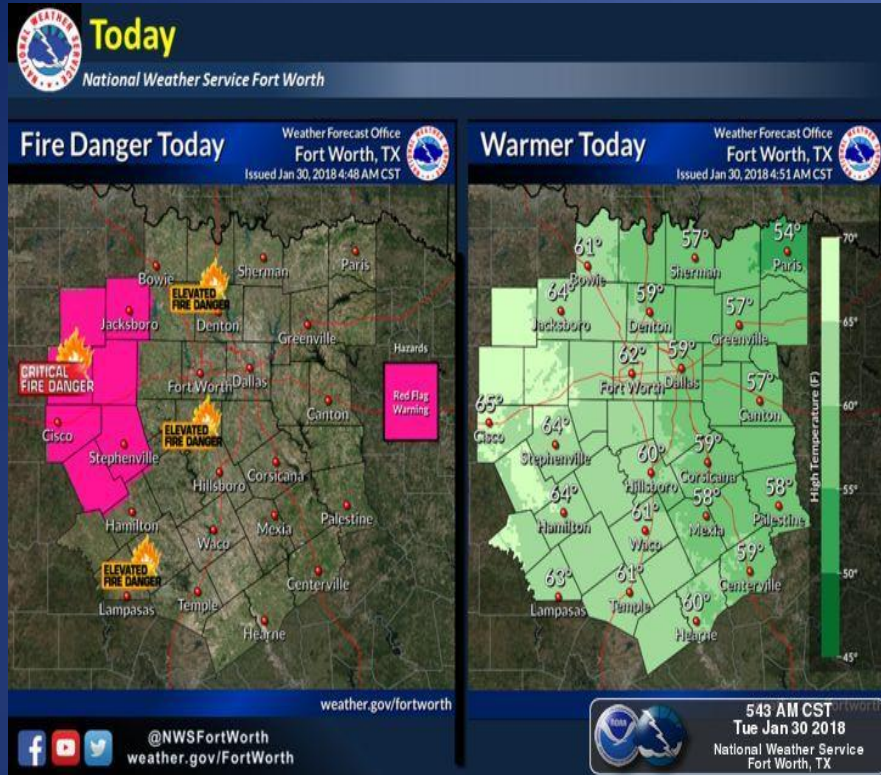 NATIONAL WEATHER SERVICE
Today
National Weather Service Fort Worth
Fire Danger Today
Weather Forecast Office
Fort Worth, TX
Issued Jan 30, 2018 4:48 AM CST
Bowie
Sherman
Paris
ELEVATED
FIRE DANGER
Denton
Jacksboro
Greenville
Hazards
CRITICAL
FIRE DANGER
Fort Worth
Dallas
Red Flag
Warning
Canton
Cisco
ELEVATED
FIRE DANGER
Stephenville
Hillsboro
Corsicana
Hamilton
Waco
Mexia
Palestine
ELEVATED
FIRE DANGER
Lampasas
Temple
Centerville
Hearne
weather.gov/fortworth
Warmer Today
Weather Forecast Office
Fort Worth, TX
Issued Jan 30, 2018 4:51 AM CST
61°
Bowie
57°
Sherman
54°
Paris
64°
Jacksboro
59°
Denton
57°
Greenville
62°
Fort Worth
59°
Dallas
57°
Canton
65°
Cisco
64°
Stephenville
60°
Hillsboro
59°
Corsicana
64°
Hamilton
61°
Waco
58°
Mexia
58°
Palestine
63°
Lampasas
61°
Temple
59°
Centerville
60°
Hearne
70°
65°
60°
55°
50°
45°
High Temperature (F)
@NWSFortWorth
weather.gov/FortWorth
NOAA
543 AM CST
Tue Jan 30 2018
National Weather Service
Fort Worth, TX